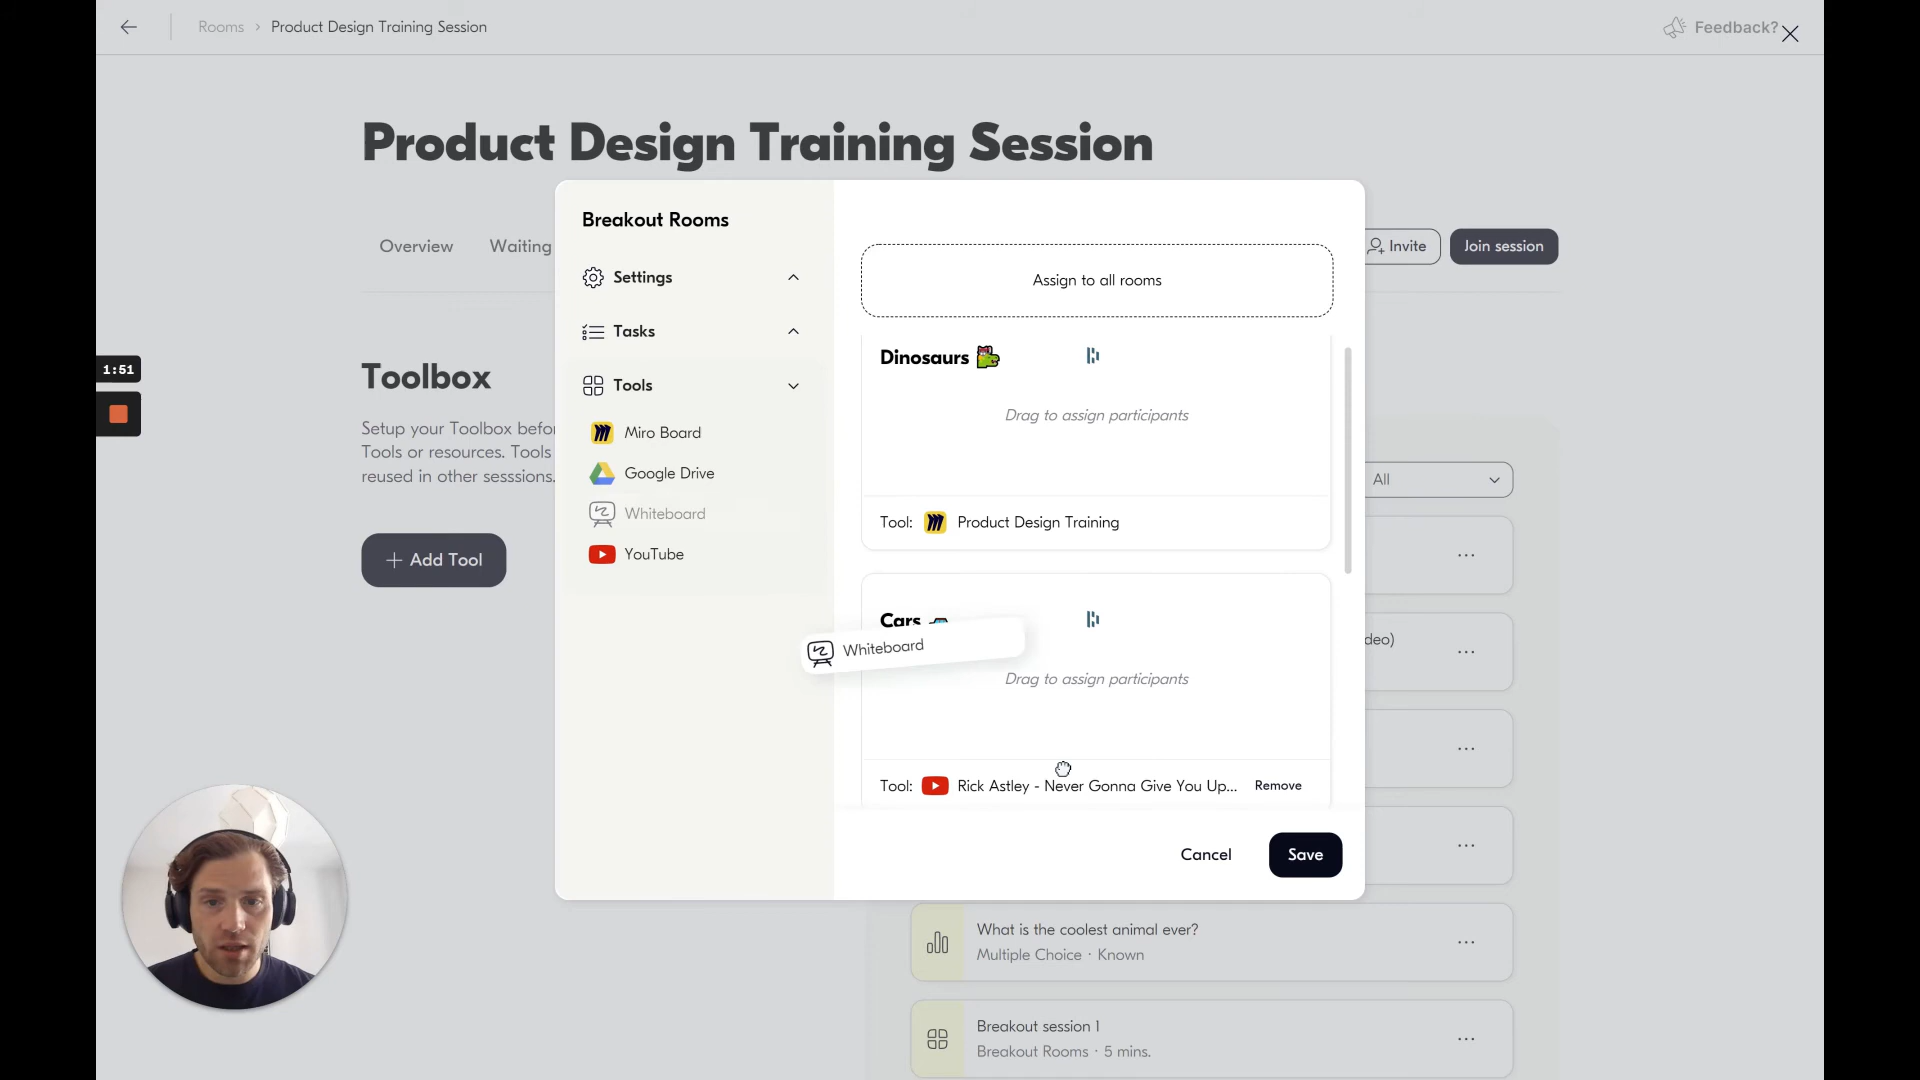 Rooms › Product Design Training Session
Feedback?
Product Design Training Session
Overview
Waiting
Invite
Join session
Toolbox
Setup your Toolbox befor
Tools or resources. Tools
reused in other sesssions.
+ Add Tool
1:51
Breakout Rooms
Settings
Tasks
Tools
Miro Board
Google Drive
Whiteboard
YouTube
Assign to all rooms
Dinosaurs
Drag to assign participants
Tool: Product Design Training
Cars
Whiteboard
Drag to assign participants
Tool: Rick Astley - Never Gonna Give You Up... Remove
Cancel
Save
All
deo)
What is the coolest animal ever?
Multiple Choice · Known
Breakout session 1
Breakout Rooms · 5 mins.